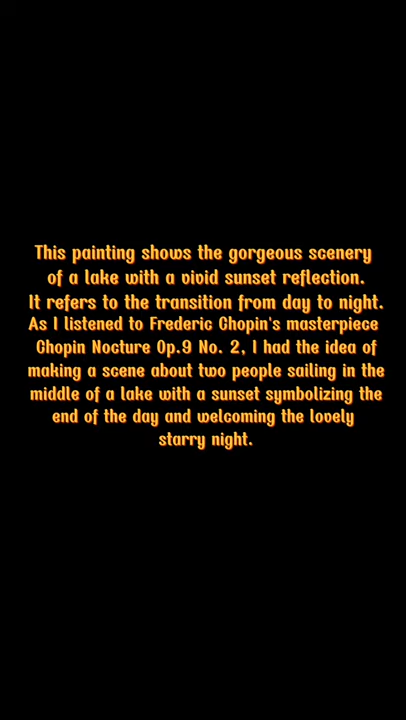 This painting shows the gorgeous scenery
of a lake with a vivid sunset reflection.
It refers to the transition from day to night.
As I listened to Frederic Chopin's masterpiece
Chopin Nocture Op.9 No. 2, I had the idea of
making a scene about two people sailing in the
middle of a lake with a sunset symbolizing the
end of the day and welcoming the lovely
starry night.